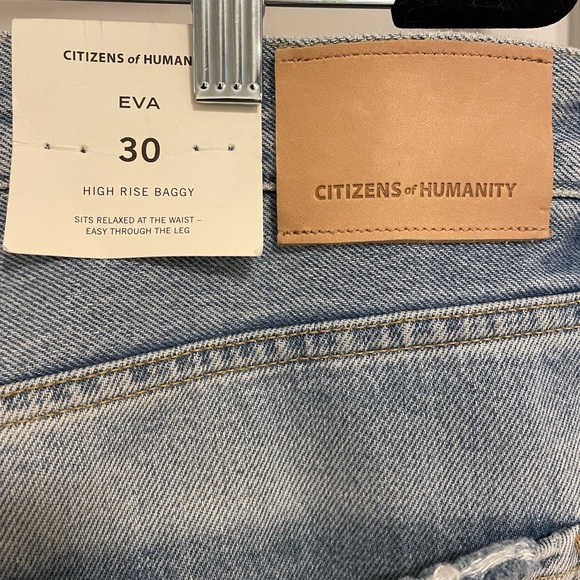 CITIZENS of HUMAN
EVA
30
HIGH RISE BAGGY
SITS RELAXED AT THE WAIST –
EASY THROUGH THE LEG
CITIZENS of HUMANITY